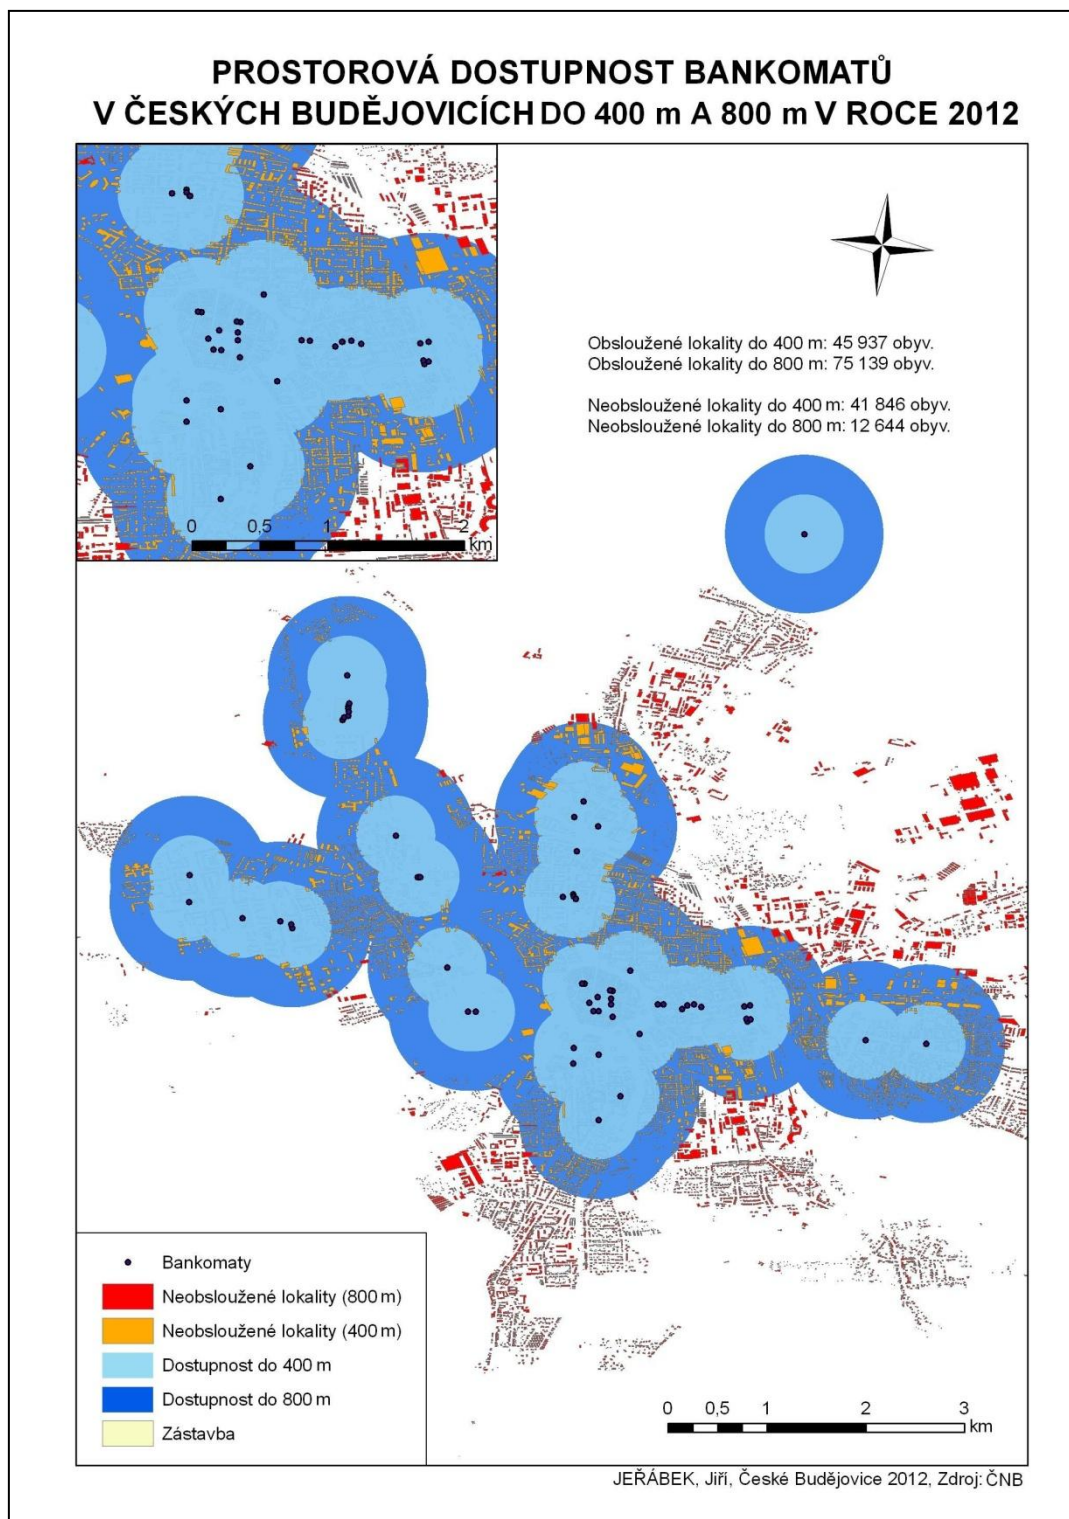 PROSTOROVÁ DOSTUPNOST BANKOMATŮ
V ČESKÝCH BUDĚJOVICÍCH DO 400 m A 800 m V ROCE 2012
Obsloužené lokality do 400 m: 45 937 obyv.
Obsloužené lokality do 800 m: 75 139 obyv.
Neobsloužené lokality do 400 m: 41 846 obyv.
Neobsloužené lokality do 800 m: 12 644 obyv.
0 0,5 1 2
km
Bankomaty
Neobsloužené lokality (800 m)
Neobsloužené lokality (400 m)
Dostupnost do 400 m
Dostupnost do 800 m
Zástavba
0 0,5 1 2 3
km
JEŘÁBEK, Jiří, České Budějovice 2012, Zdroj: ČNB